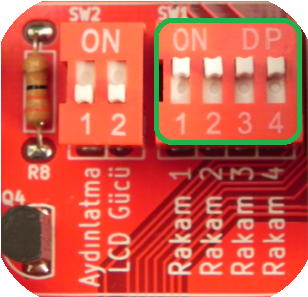 SW2
SW1
ON
ON DP
1 2
1 2 3 4
R8
Q4
Aydınlatma
LCD Gücü
Rakam 1
Rakam 2
Rakam 3
Rakam 4